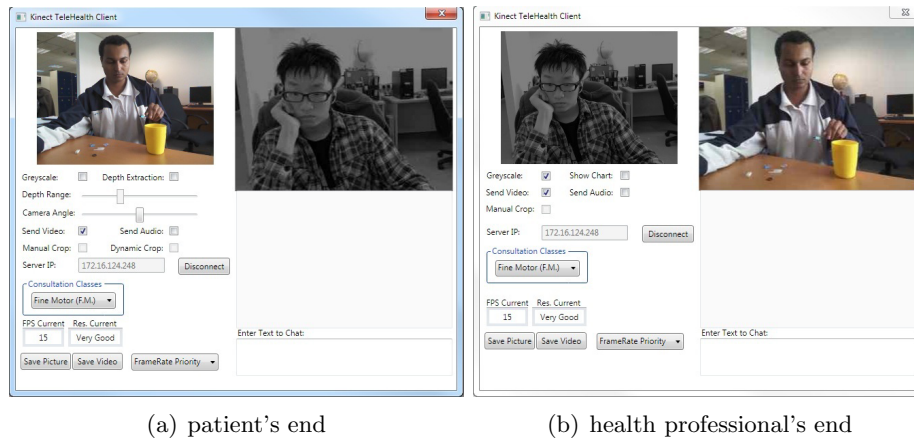 Kinect TeleHealth Client
Greyscale: Depth Extraction:
Depth Range:
Camera Angle:
Send Video: Send Audio:
Manual Crop: Dynamic Crop:
Server IP: 172.16.124.248 Disconnect
Consultation Classes
Fine Motor (F.M.)
FPS Current Res. Current
15 Very Good
Save Picture Save Video FrameRate Priority
Enter Text to Chat:
(a) patient's end
Kinect TeleHealth Client
Greyscale: Show Chart:
Send Video: Send Audio:
Manual Crop:
Server IP: 172.16.124.248 Disconnect
Consultation Classes
Fine Motor (F.M.)
FPS Current Res. Current
15 Very Good
Save Picture Save Video FrameRate Priority
Enter Text to Chat:
(b) health professional's end